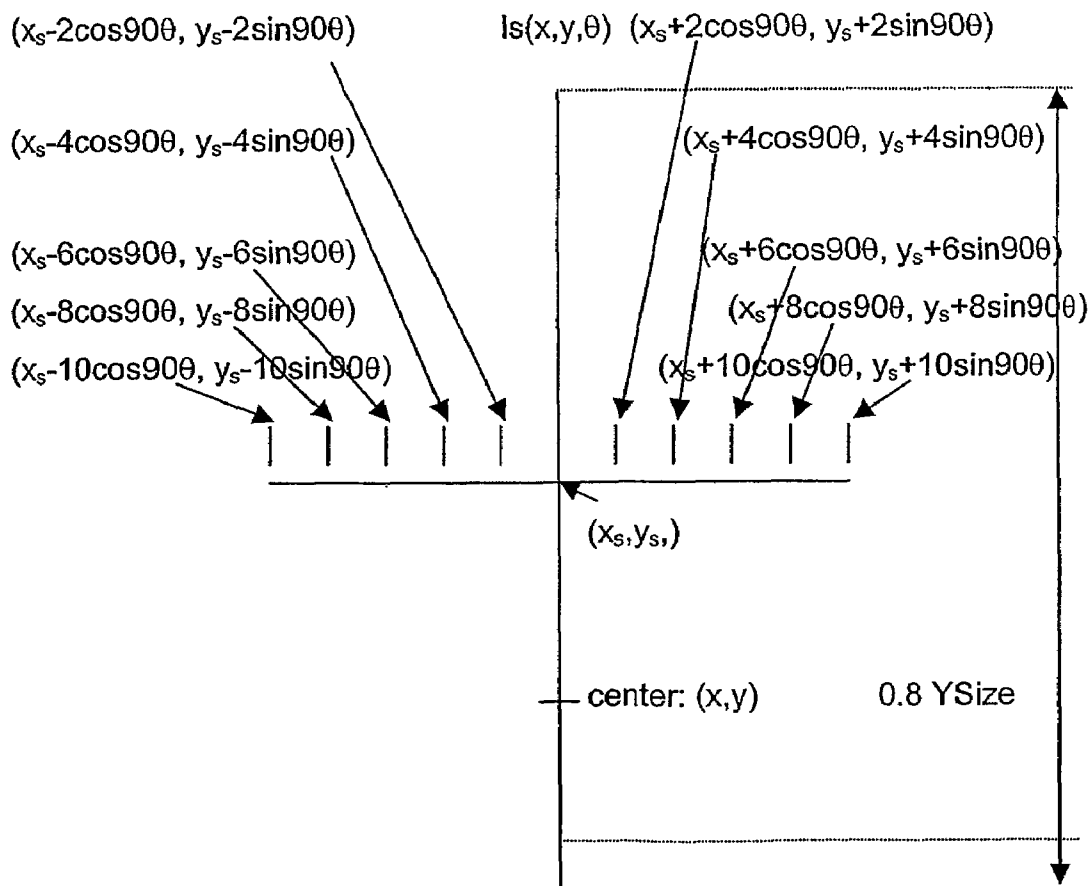 (xs-2cos90θ, ys-2sin90θ) ls(x,y,θ) (xs+2cos90θ, ys+2sin90θ)
(xs-4cos90θ, ys-4sin90θ) (xs+4cos90θ, ys+4sin90θ)
(xs-6cos90θ, ys-6sin90θ) (xs+6cos90θ, ys+6sin90θ)
(xs-8cos90θ, ys-8sin90θ) (xs+8cos90θ, ys+8sin90θ)
(xs-10cos90θ, ys-10sin90θ) (xs+10cos90θ, ys+10sin90θ)
(xs,ys,)
center: (x,y) 0.8 YSize